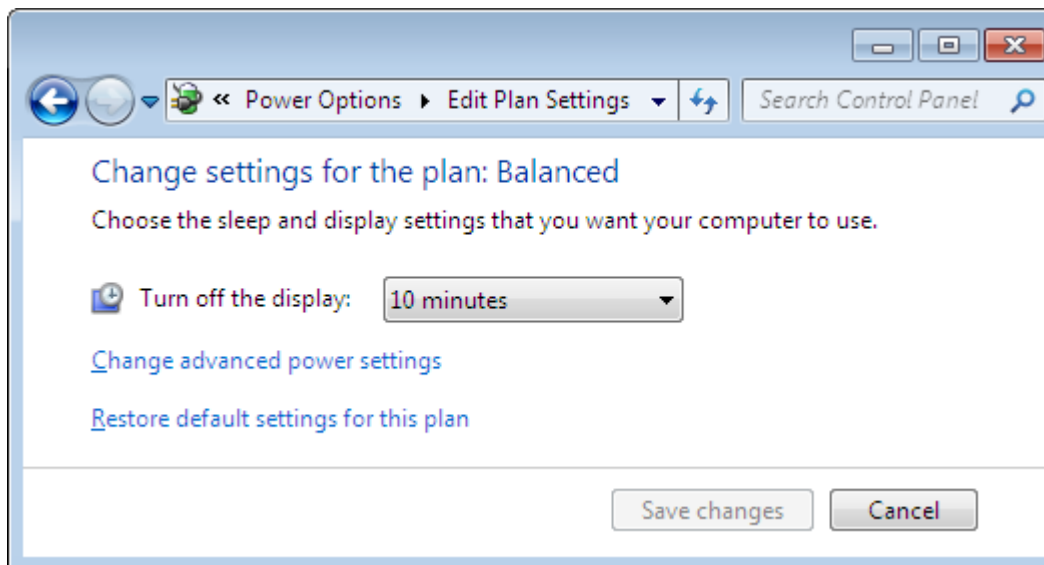 « Power Options ▸ Edit Plan Settings
Search Control Panel
Change settings for the plan: Balanced
Choose the sleep and display settings that you want your computer to use.
Turn off the display: 10 minutes
Change advanced power settings
Restore default settings for this plan
Save changes Cancel